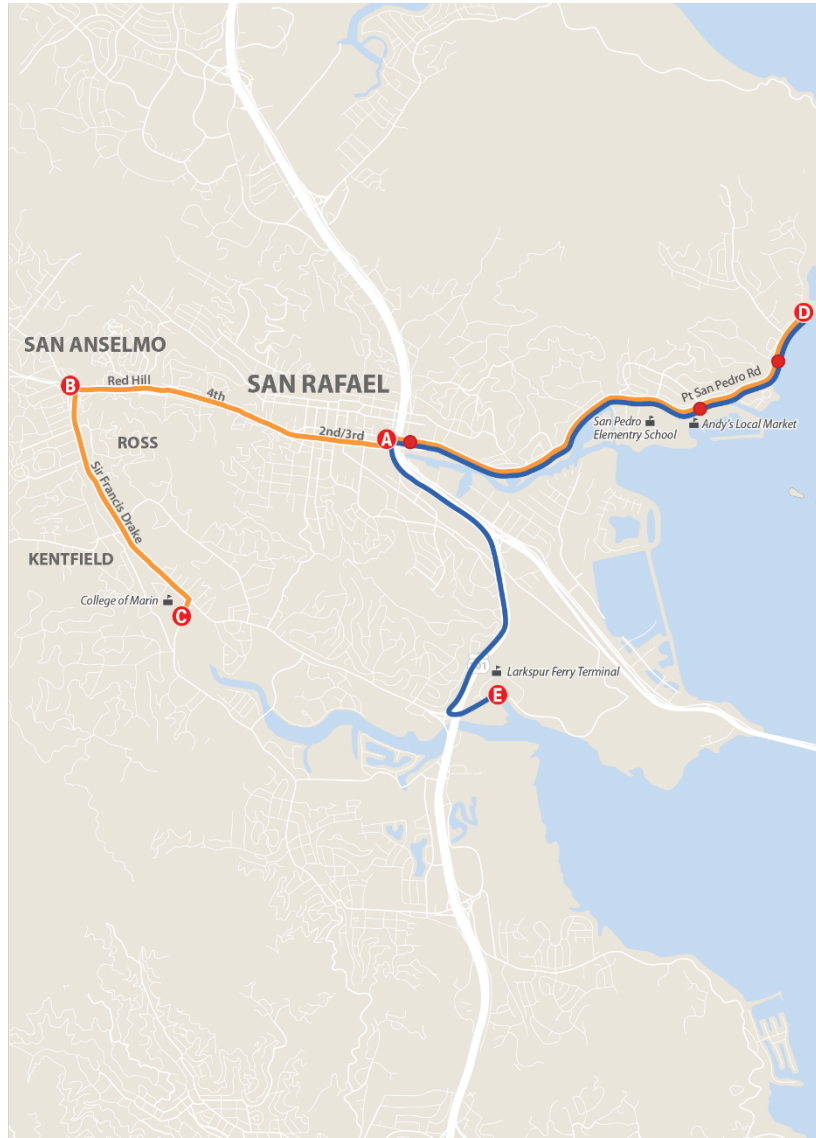 D
SAN ANSELMO
Pt San Pedro Rd
B
Red Hill
SAN RAFAEL
4th
San Pedro
Elementry School
Andy's Local Market
2nd/3rd
A
ROSS
Sir Francis Drake
KENTFIELD
College of Marin
C
101
Larkspur Ferry Terminal
E